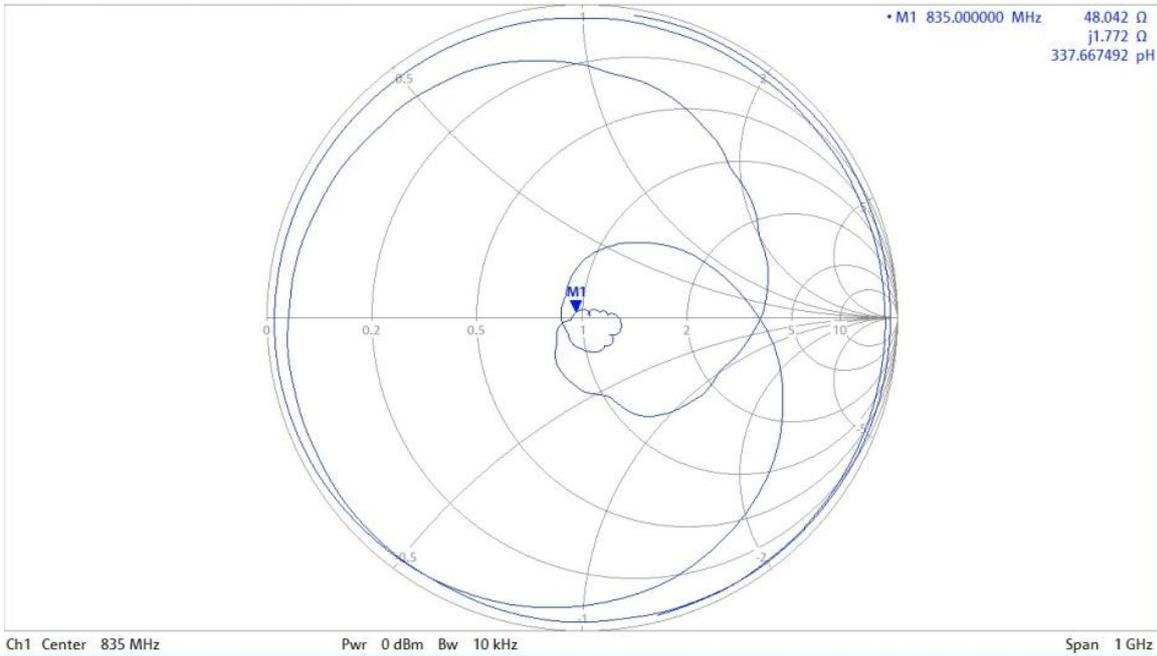 • M1 835.000000 MHz 48.042 Ω
j1.772 Ω
337.667492 pH
1
0.5
2
5
M1
0 0.2 0.5 1 2 5 10
-5
-0.5
-2
-1
Ch1 Center 835 MHz Pwr 0 dBm Bw 10 kHz Span 1 GHz